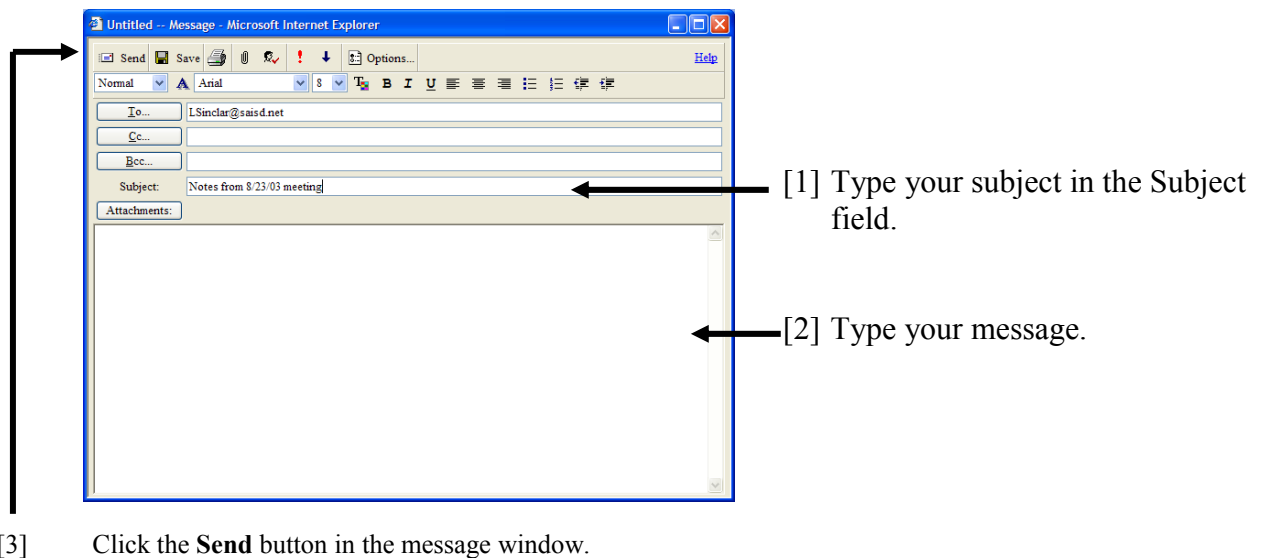 Untitled -- Message - Microsoft Internet Explorer
Send Save Options... Help
Normal A Arial 8 B I U
To... LSinclar@saisd.net
Cc...
Bcc...
Subject: Notes from 8/23/03 meeting
Attachments:
[1] Type your subject in the Subject
field.
[2] Type your message.
[3] Click the Send button in the message window.